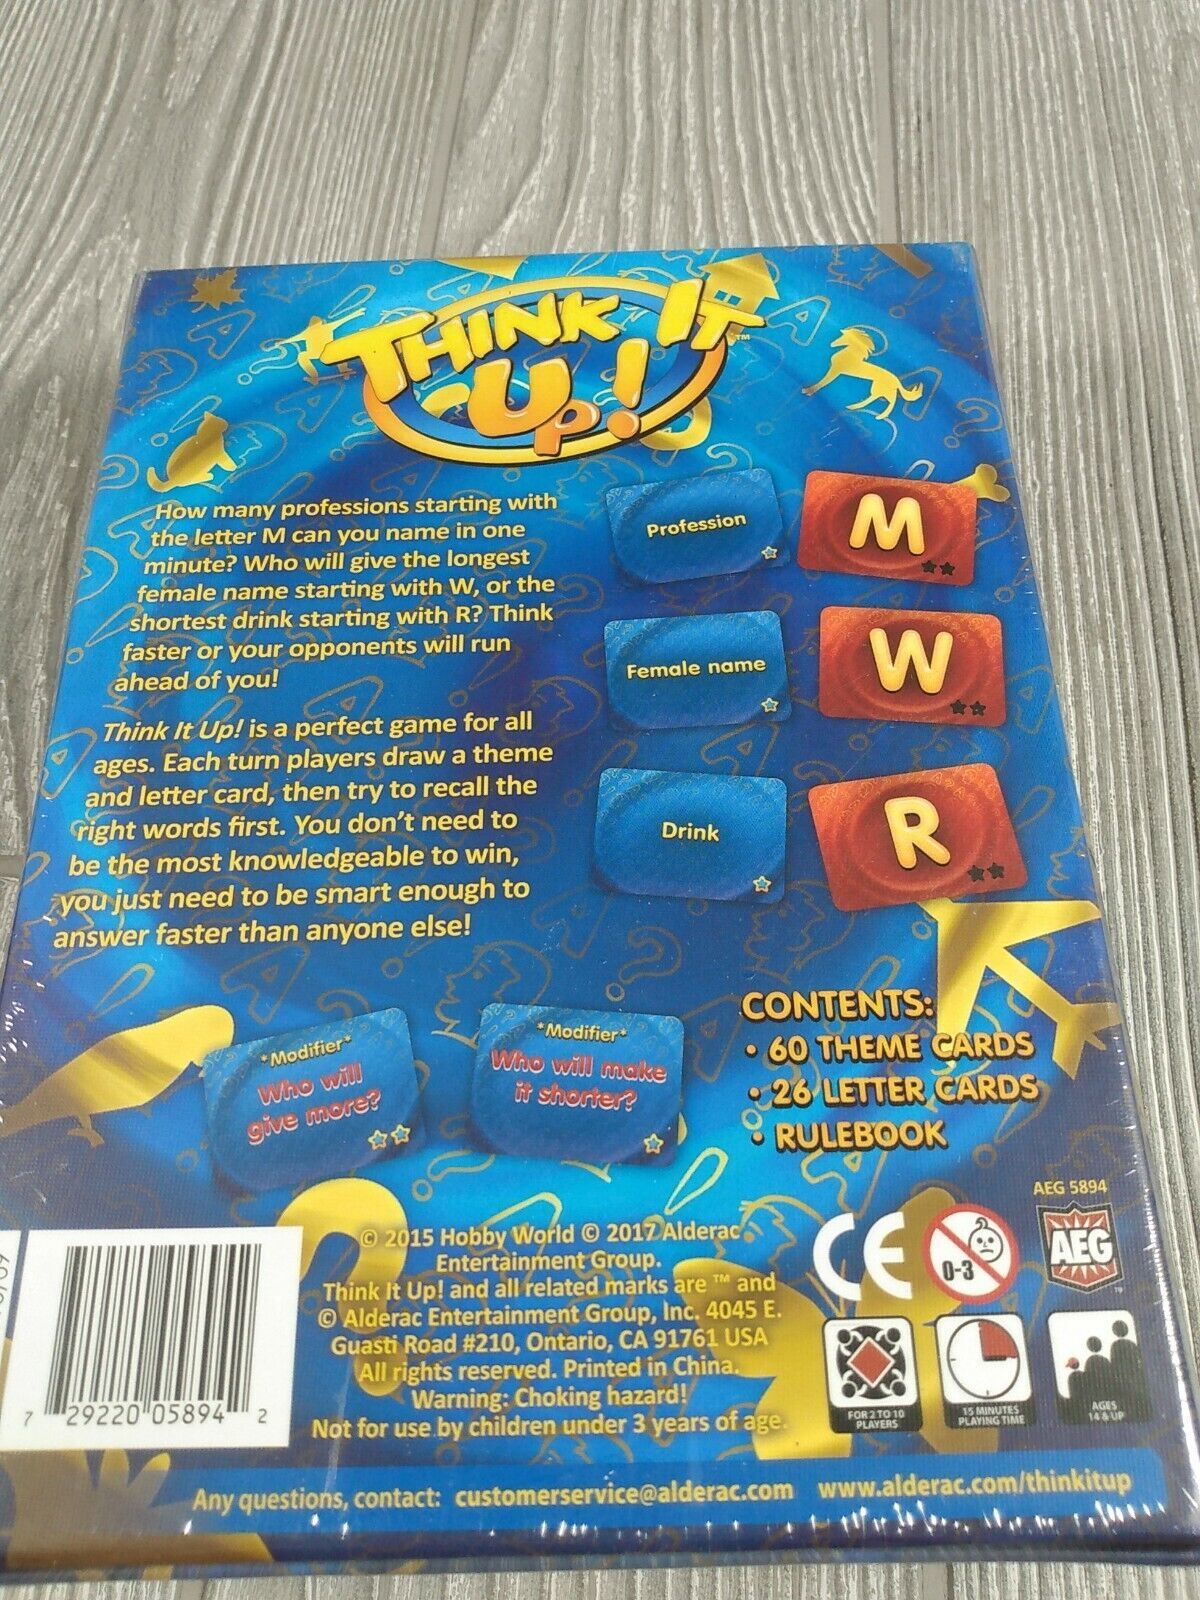 THINK IT
UP!
™
How many professions starting with
the letter M can you name in one
minute? Who will give the longest
female name starting with W, or the
shortest drink starting with R? Think
faster or your opponents will run
ahead of you!
Think It Up! is a perfect game for all
ages. Each turn players draw a theme
and letter card, then try to recall the
right words first. You don't need to
be the most knowledgeable to win,
you just need to be smart enough to
answer faster than anyone else!
Profession
M
Female name
W
Drink
R
*Modifier*
Who will
give more?
*Modifier*
Who will make
it shorter?
CONTENTS:
• 60 THEME CARDS
• 26 LETTER CARDS
• RULEBOOK
AEG 5894
© 2015 Hobby World © 2017 Alderac
Entertainment Group.
Think It Up! and all related marks are ™ and
© Alderac Entertainment Group, Inc. 4045 E.
Guasti Road #210, Ontario, CA 91761 USA
All rights reserved. Printed in China.
Warning: Choking hazard!
Not for use by children under 3 years of age.
CE
0-3
AEG
FOR 2 TO 10
PLAYERS
15 MINUTES
PLAYING TIME
AGES
14 & UP
7 29220 05894 2
Any questions, contact: customerservice@alderac.com www.alderac.com/thinkitup